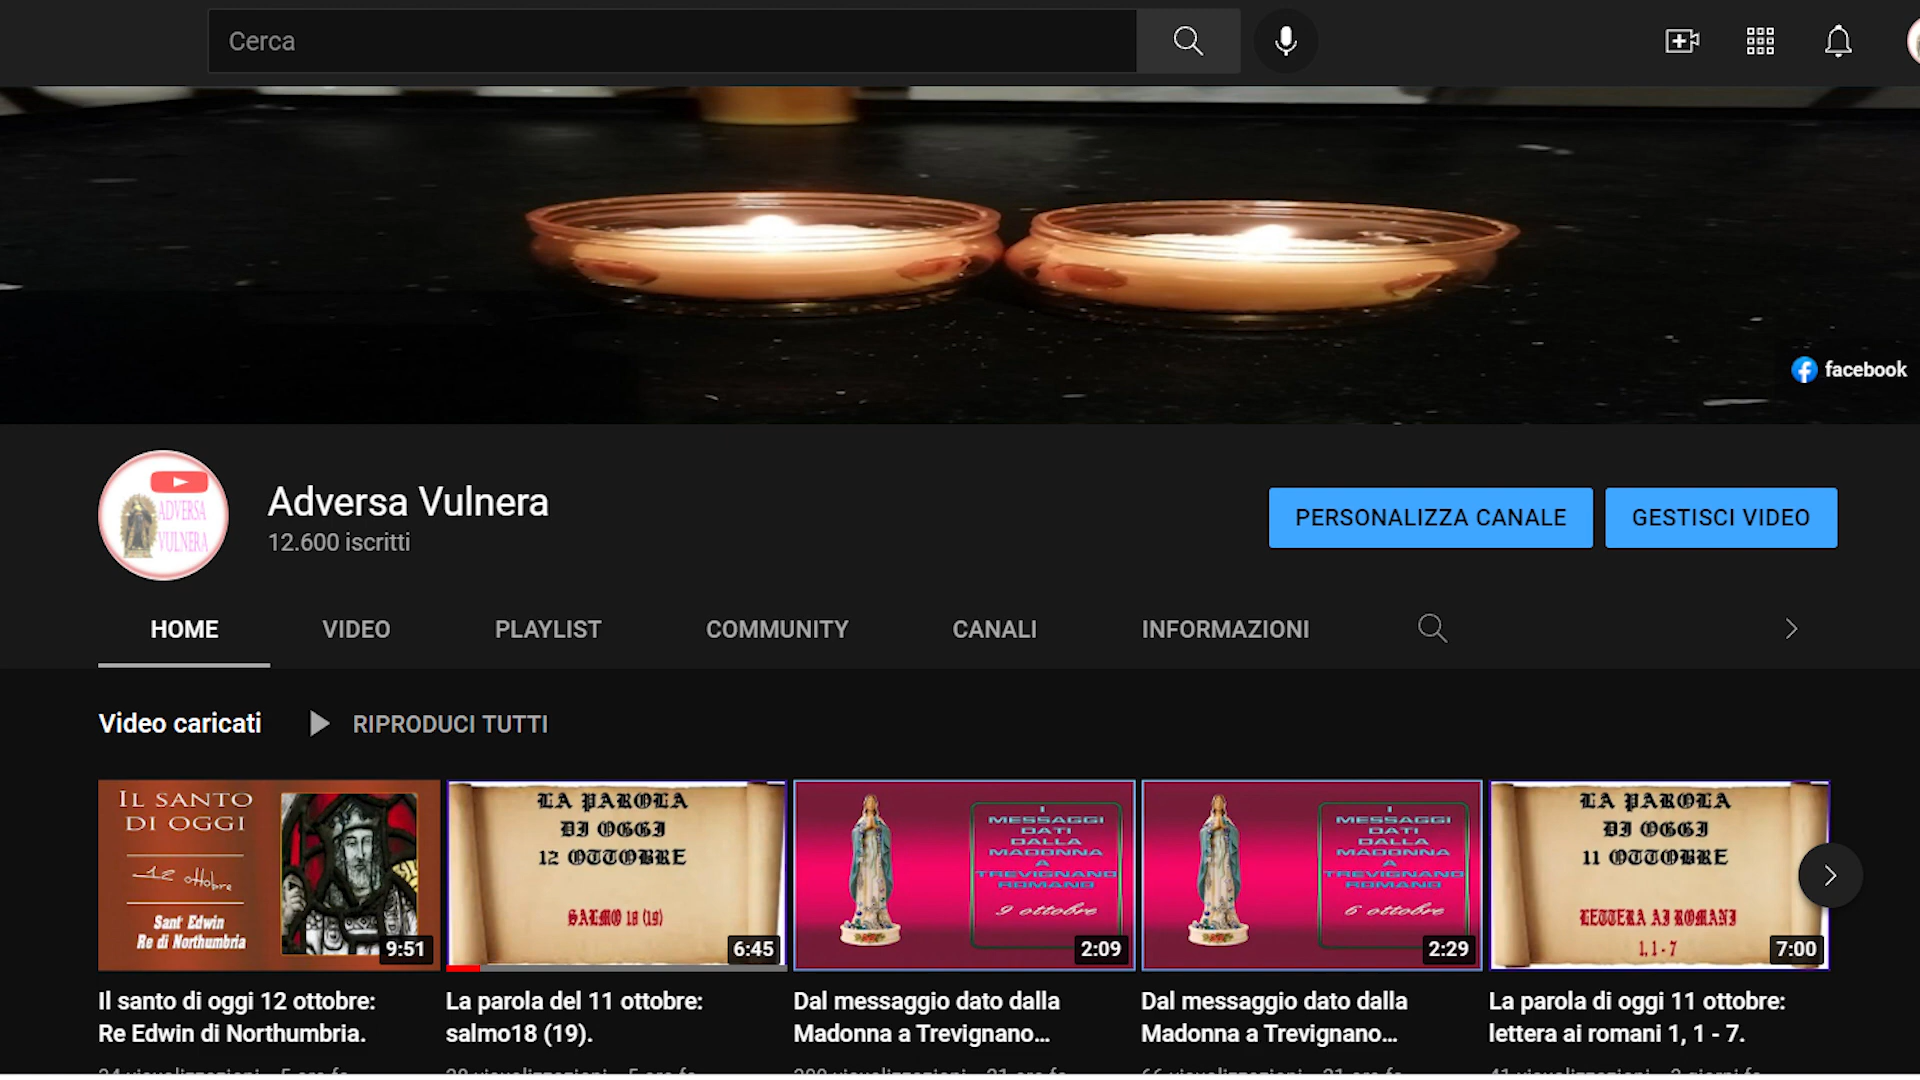 Cerca
facebook
ADVERSA
VULNERA
Adversa Vulnera
12.600 iscritti
PERSONALIZZA CANALE
GESTISCI VIDEO
HOME
VIDEO
PLAYLIST
COMMUNITY
CANALI
INFORMAZIONI
Video caricati
RIPRODUCI TUTTI
IL SANTO
DI OGGI
12 ottobre
Sant Edwin
Re di Northumbria
9:51
LA PAROLA
DI OGGI
12 OTTOBRE
SALMO 18 (19)
6:45
I
MESSAGGI
DATI
DALLA
MADONNA
A
TREVIGNANO
ROMANO
9 ottobre
2:09
I
MESSAGGI
DATI
DALLA
MADONNA
A
TREVIGNANO
ROMANO
6 ottobre
2:29
LA PAROLA
DI OGGI
11 OTTOBRE
LETTERA AI ROMANI
1, 1 - 7
7:00
Il santo di oggi 12 ottobre:
Re Edwin di Northumbria.
La parola del 11 ottobre:
salmo18 (19).
Dal messaggio dato dalla
Madonna a Trevignano...
Dal messaggio dato dalla
Madonna a Trevignano...
La parola di oggi 11 ottobre:
lettera ai romani 1, 1 - 7.